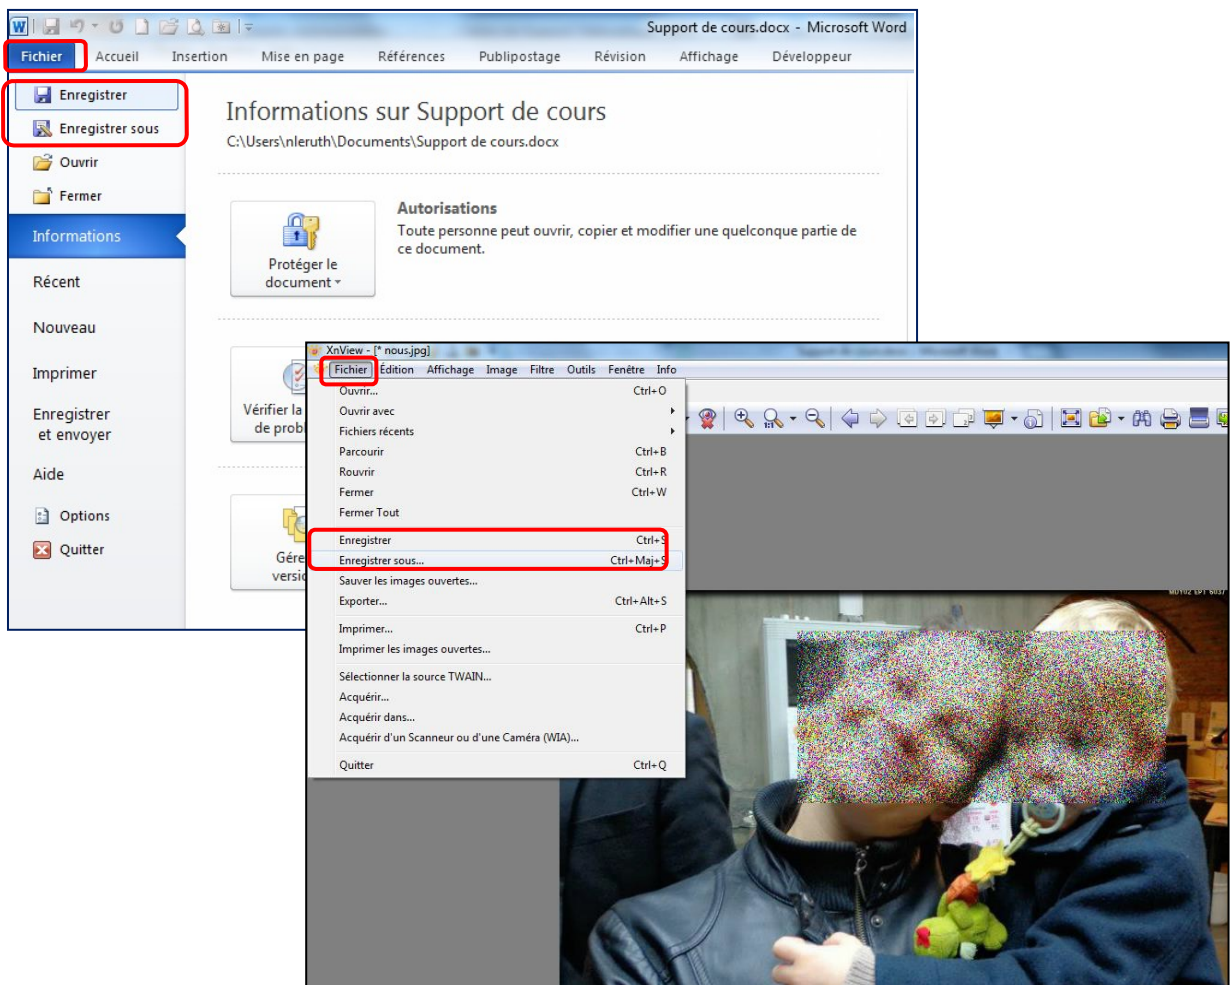 Support de cours.docx - Microsoft Word
Fichier Accueil Insertion Mise en page Références Publipostage Révision Affichage Développeur
Enregistrer
Enregistrer sous
Ouvrir
Fermer
Informations
Récent
Nouveau
Imprimer
Enregistrer
et envoyer
Aide
Options
Quitter
Informations sur Support de cours
C:\Users\nleruth\Documents\Support de cours.docx
Protéger le
document
Autorisations
Toute personne peut ouvrir, copier et modifier une quelconque partie de
ce document.
Vérifier la
de prob
Gére
versio
XnView - [* nous.jpg]
Fichier Édition Affichage Image Filtre Outils Fenêtre Info
Ouvrir... Ctrl+O
Ouvrir avec
Fichiers récents
Parcourir Ctrl+B
Rouvrir Ctrl+R
Fermer Ctrl+W
Fermer Tout
Enregistrer Ctrl+S
Enregistrer sous... Ctrl+Maj+S
Sauver les images ouvertes...
Exporter... Ctrl+Alt+S
Imprimer... Ctrl+P
Imprimer les images ouvertes...
Sélectionner la source TWAIN...
Acquérir...
Acquérir dans...
Acquérir d'un Scanneur ou d'une Caméra (WIA)...
Quitter Ctrl+Q